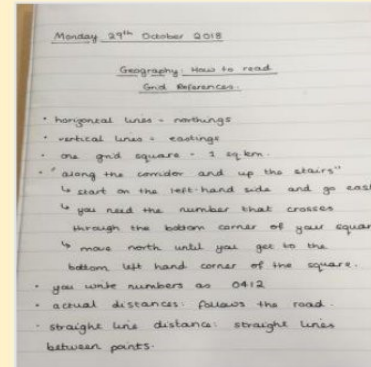 Monday 29th October 2018
Geography: How to read
Grid References.
• horizontal lines = northings
• vertical lines = eastings
• one grid square = 1 sq km.
• "along the corridor and up the stairs"
↳ start on the left-hand side and go east
↳ you need the number that crosses
through the bottom corner of your square
↳ move north until you get to the
bottom left hand corner of the square.
• you write numbers as 0412
• actual distances: follows the road.
• straight line distance: straight lines
between points.